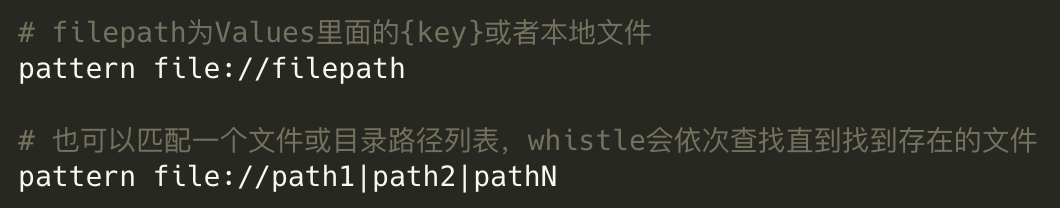 # filepath为Values里面的{key}或者本地文件
pattern file://filepath
# 也可以匹配一个文件或目录路径列表，whistle会依次查找直到找到存在的文件
pattern file://path1|path2|pathN